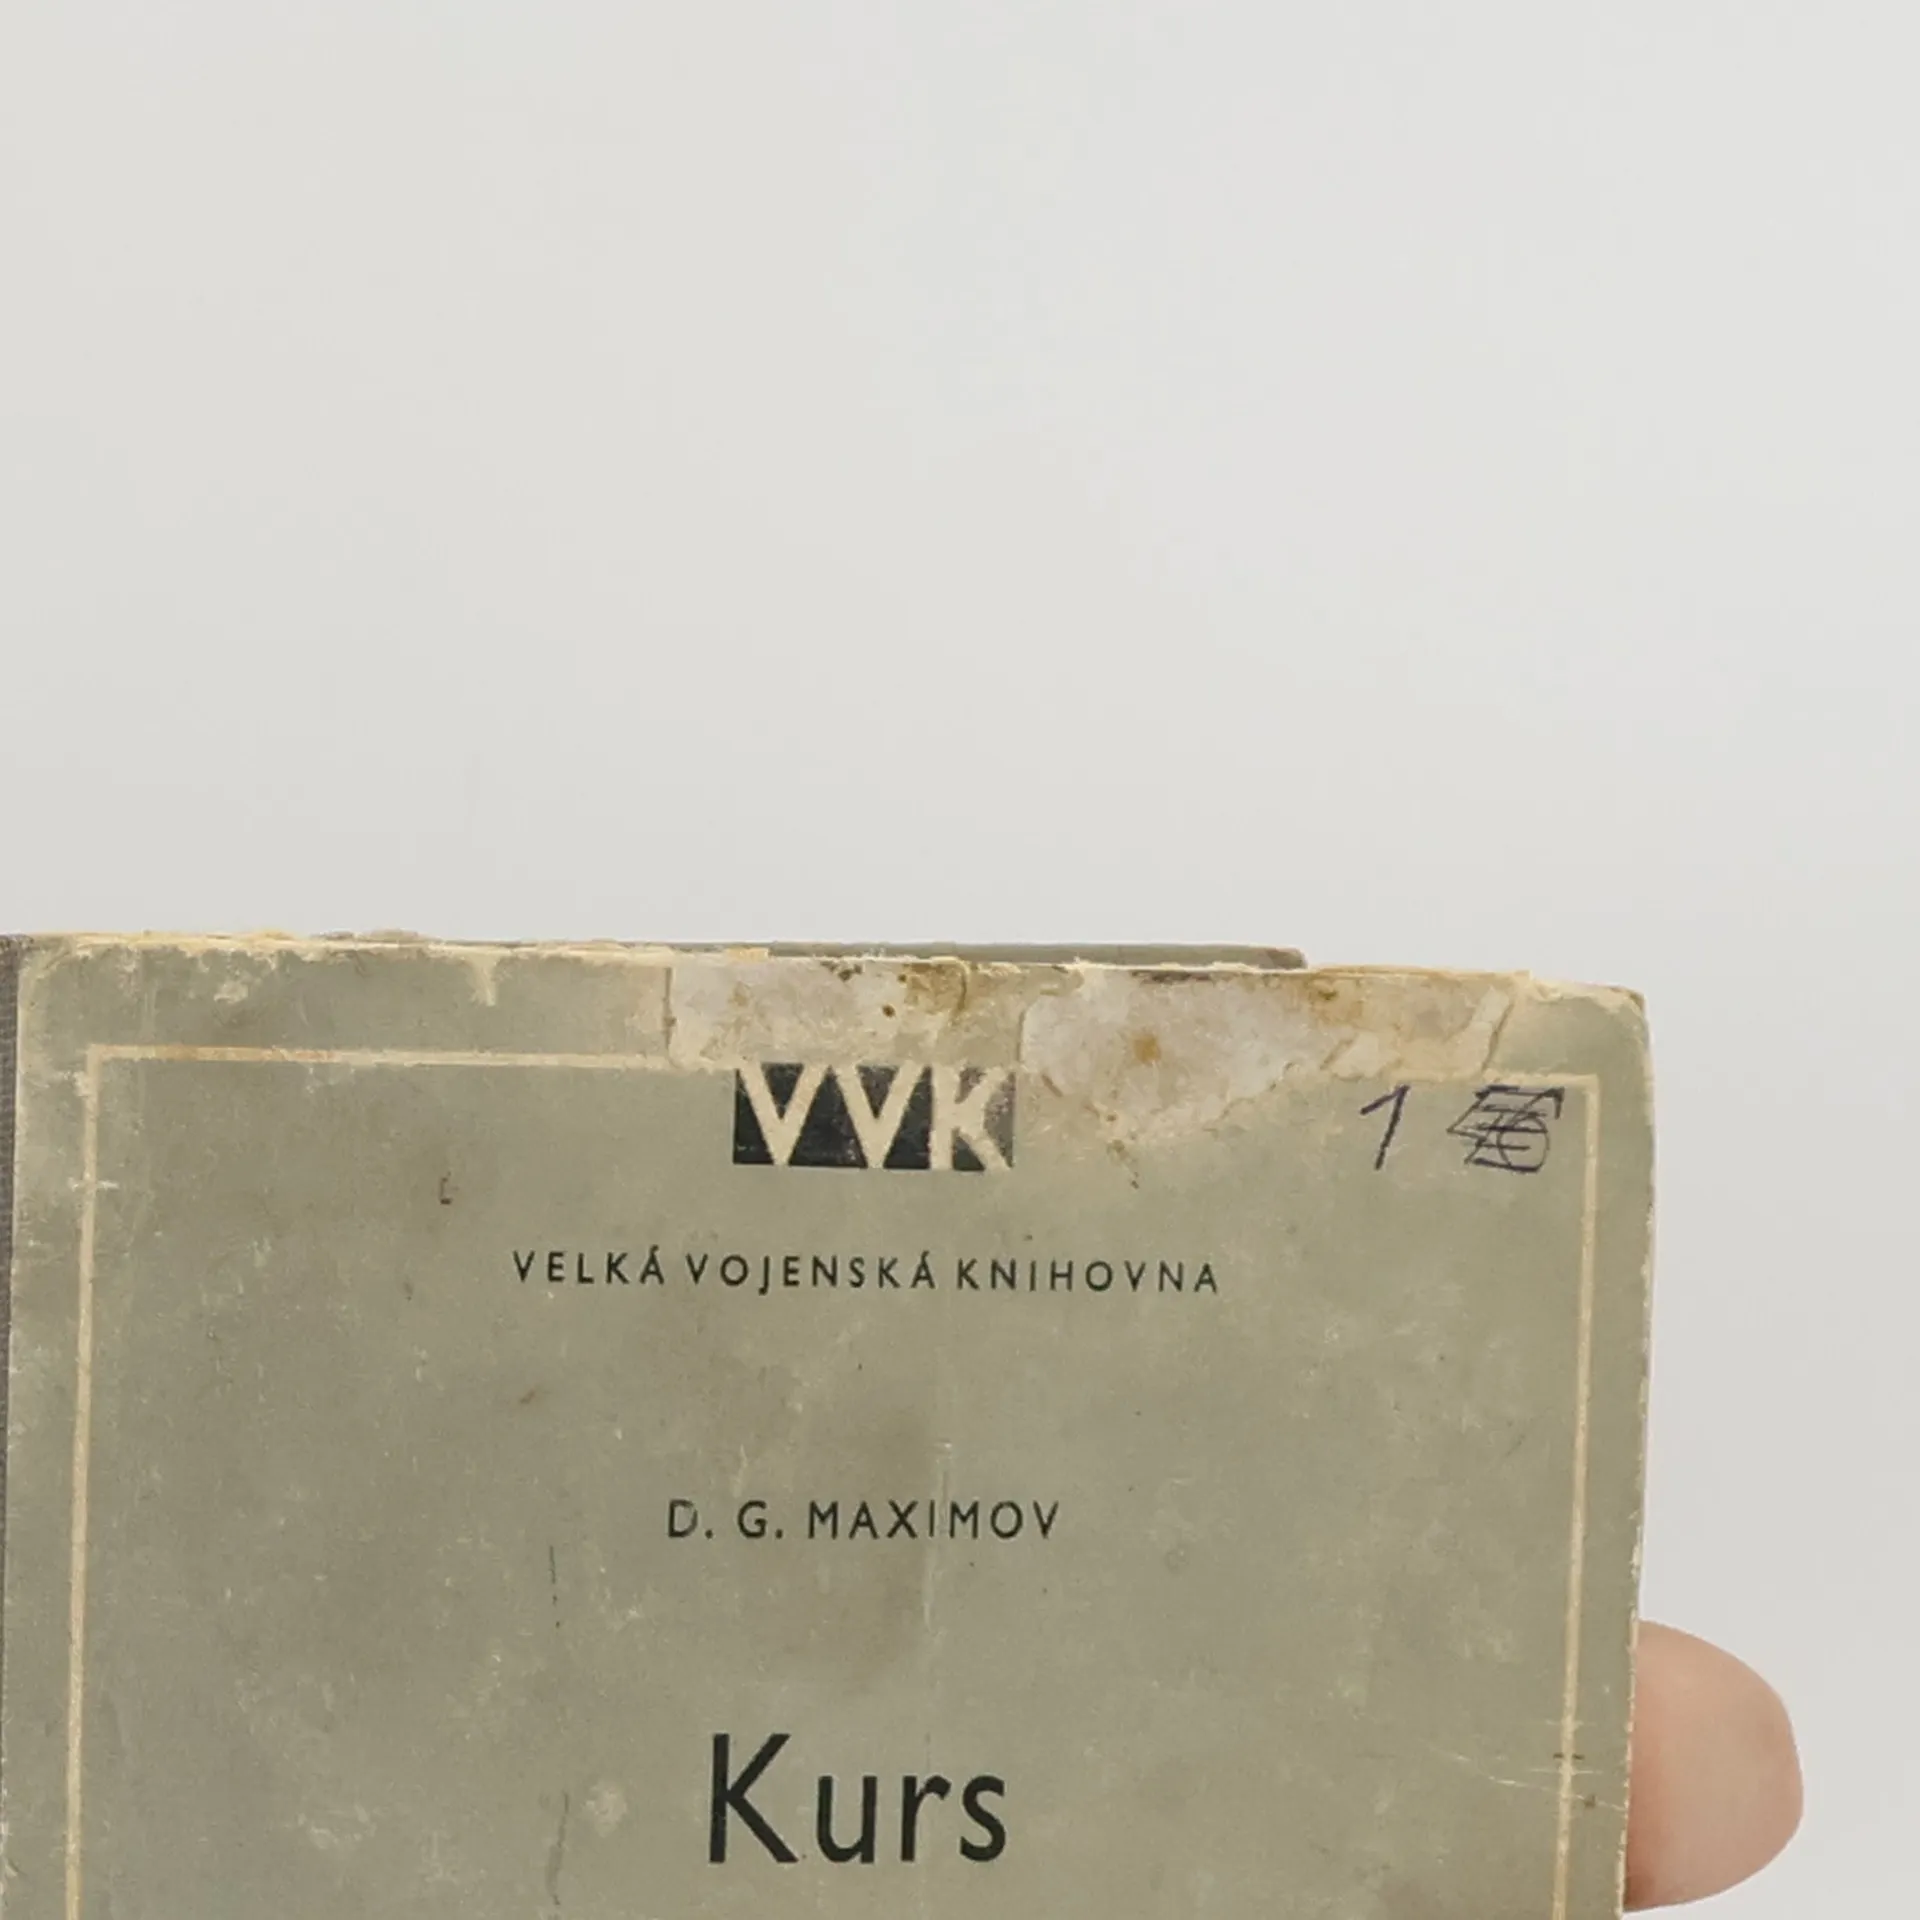 VVK
1
VELKÁ VOJENSKÁ KNIHOVNA
D. G. MAXIMOV
Kurs